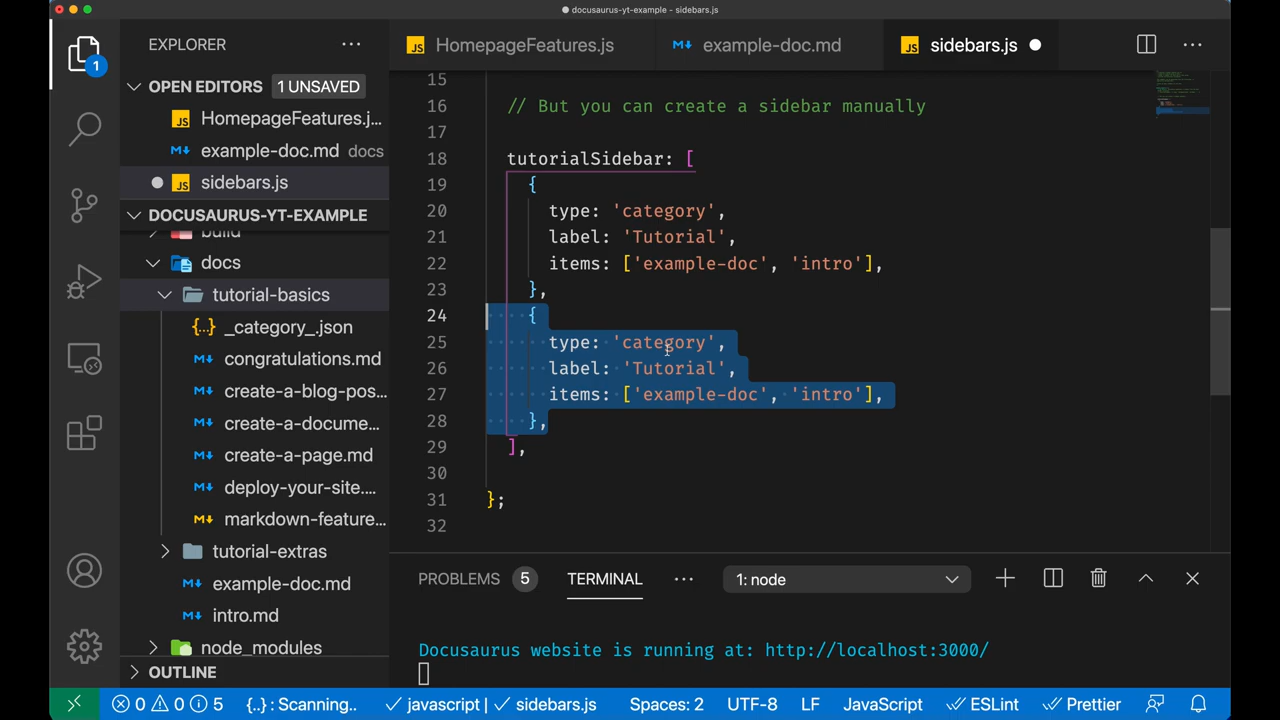 docusaurus-yt-example - sidebars.js
EXPLORER
HomepageFeatures.js
example-doc.md
sidebars.js
1
OPEN EDITORS
1 UNSAVED
HomepageFeatures.j...
example-doc.md docs
sidebars.js
DOCUSAURUS-YT-EXAMPLE
build
docs
tutorial-basics
_category_.json
congratulations.md
create-a-blog-pos...
create-a-docume...
create-a-page.md
deploy-your-site....
markdown-feature...
tutorial-extras
example-doc.md
intro.md
node_modules
OUTLINE
15
16 // But you can create a sidebar manually
17
18 tutorialSidebar: [
19 {
20 type: 'category',
21 label: 'Tutorial',
22 items: ['example-doc', 'intro'],
23 },
24 {
25 type: 'category',
26 label: 'Tutorial',
27 items: ['example-doc', 'intro'],
28 },
29 ],
30
31 };
32
PROBLEMS 5 TERMINAL 1: node
Docusaurus website is running at: http://localhost:3000/
0 0 5 {..} : Scanning.. javascript | sidebars.js Spaces: 2 UTF-8 LF JavaScript ESLint Prettier